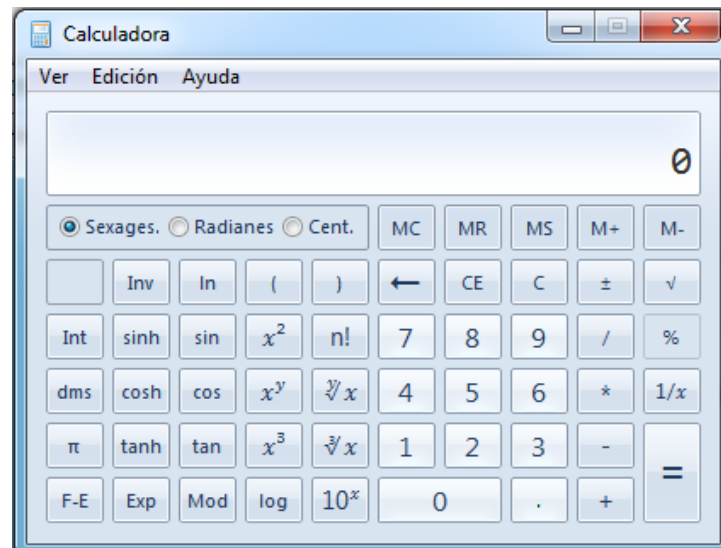 Calculadora
Ver Edición Ayuda
0
Sexages. Radianes Cent. MC MR MS M+ M-
Inv ln ( ) ← CE C ± √
Int sinh sin x² n! 7 8 9 / %
dms cosh cos xʸ ʸ√x 4 5 6 * 1/x
π tanh tan x³ ³√x 1 2 3 - =
F-E Exp Mod log 10ˣ 0 . +